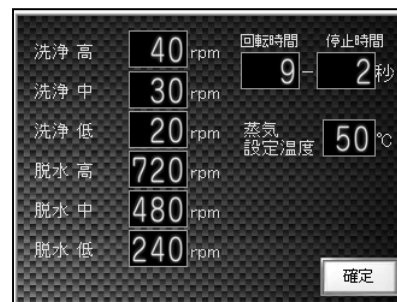 洗浄 高 40 rpm
洗浄 中 30 rpm
洗浄 低 20 rpm
脱水 高 720 rpm
脱水 中 480 rpm
脱水 低 240 rpm
回転時間 停止時間
9 - 2 秒
蒸気
設定温度 50 ℃
確定